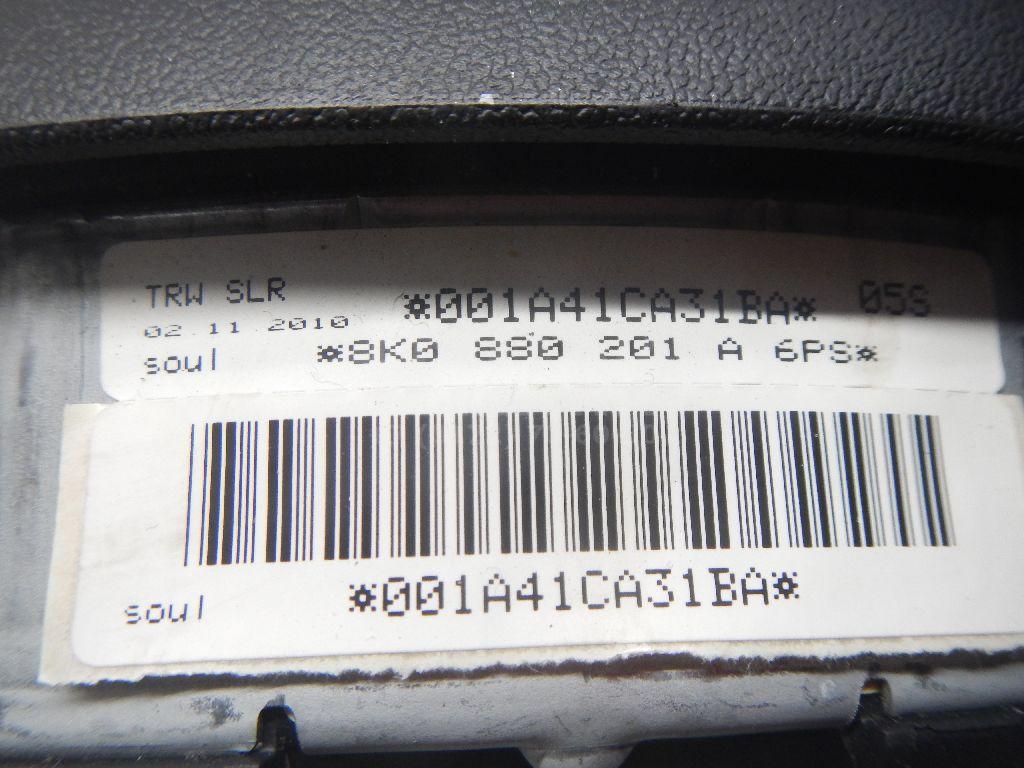 TRW SLR *001A41CA31BA* 05S
02.11.2010
soul *8K0 880 201 A 6PS*
soul *001A41CA31BA*